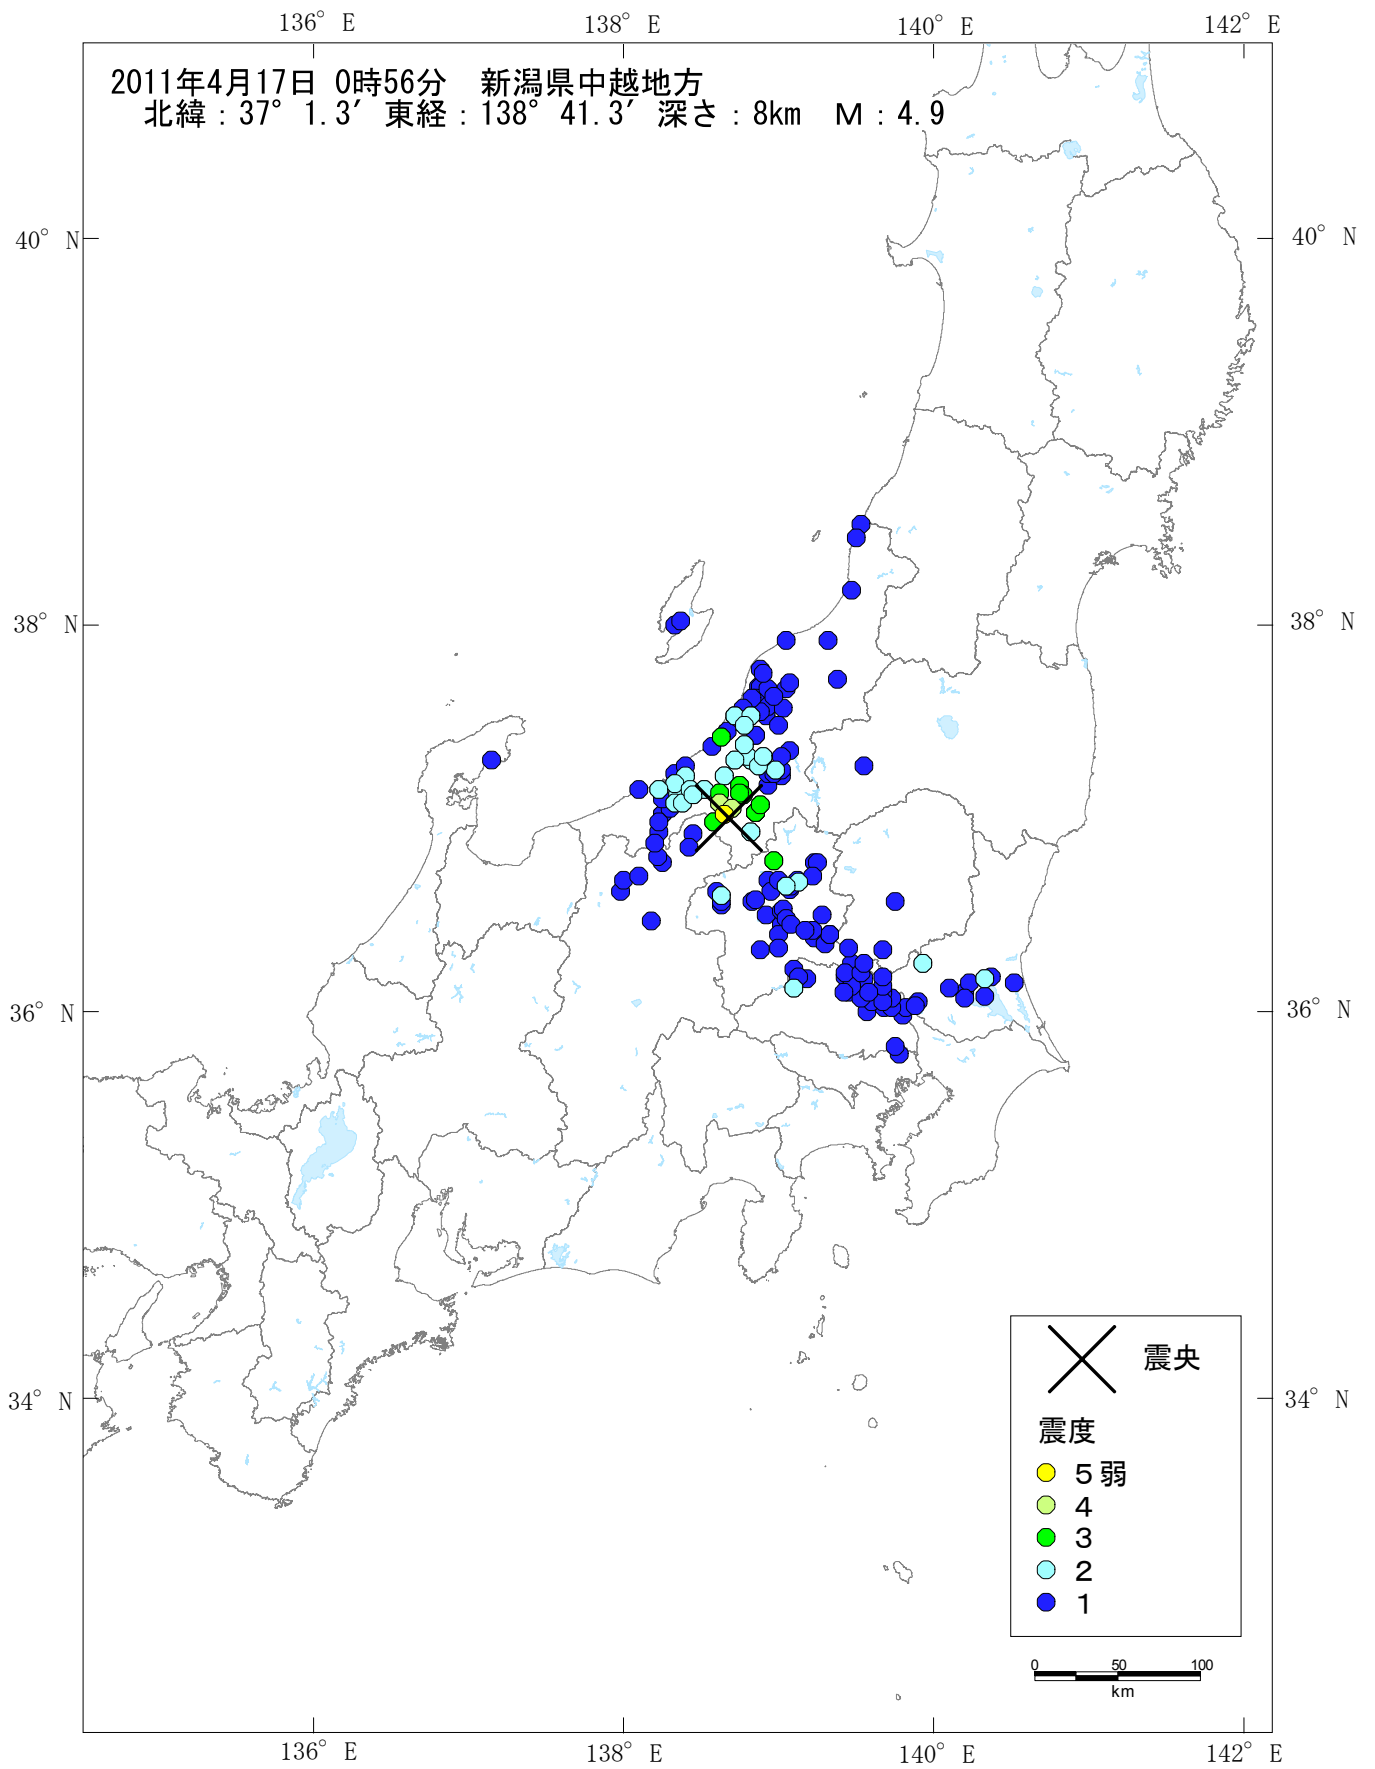 136° E 138° E 140° E 142° E
2011年4月17日 0時56分 新潟県中越地方
北緯：37° 1.3′ 東経：138° 41.3′ 深さ：8km M：4.9
40° N 40° N
38° N 38° N
36° N 36° N
34° N 34° N
震央
震度
５弱
４
３
２
１
0 50 100
km
136° E 138° E 140° E 142° E